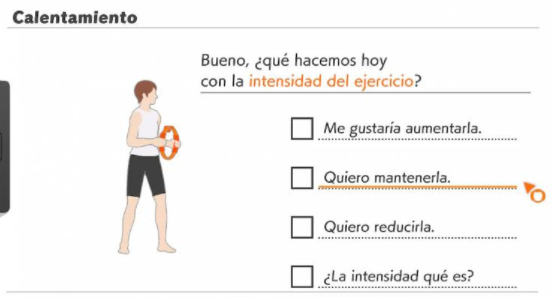 Calentamiento
Bueno, ¿qué hacemos hoy
con la intensidad del ejercicio?
Me gustaría aumentarla.
Quiero mantenerla.
Quiero reducirla.
¿La intensidad qué es?